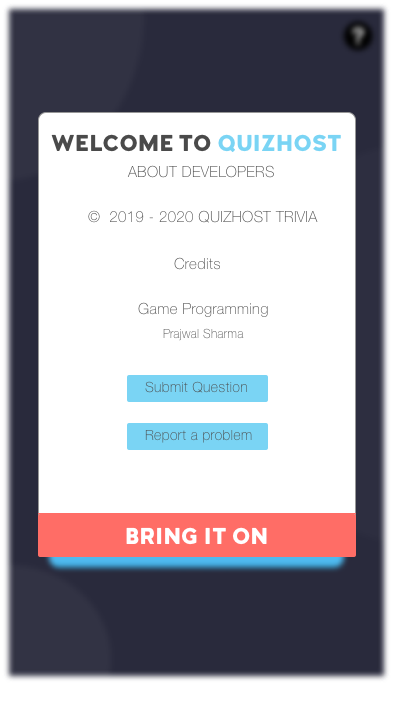 ?
WELCOME TO QUIZHOST
ABOUT DEVELOPERS
© 2019 - 2020 QUIZHOST TRIVIA
Credits
Game Programming
Prajwal Sharma
Submit Question
Report a problem
BRING IT ON